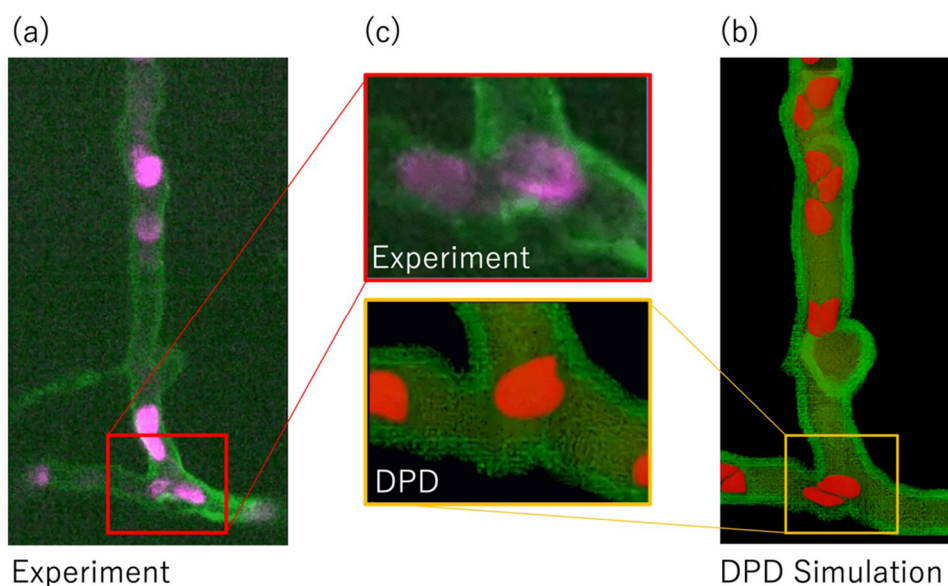 (a)
(c)
(b)
Experiment
DPD
Experiment
DPD Simulation